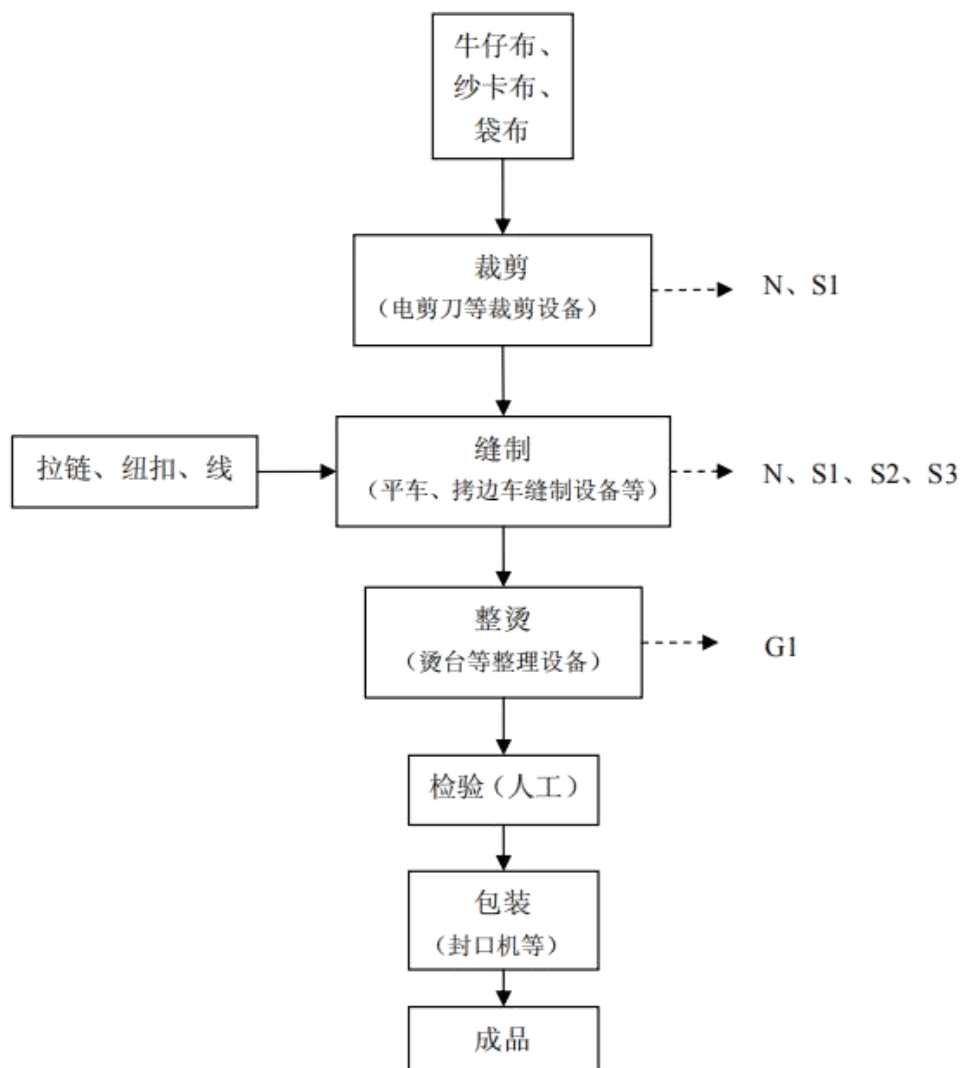 牛仔布、
纱卡布、
袋布
裁剪
（电剪刀等裁剪设备）
N、S1
拉链、纽扣、线
缝制
（平车、拷边车缝制设备等）
N、S1、S2、S3
整烫
（烫台等整理设备）
G1
检验（人工）
包装
（封口机等）
成品